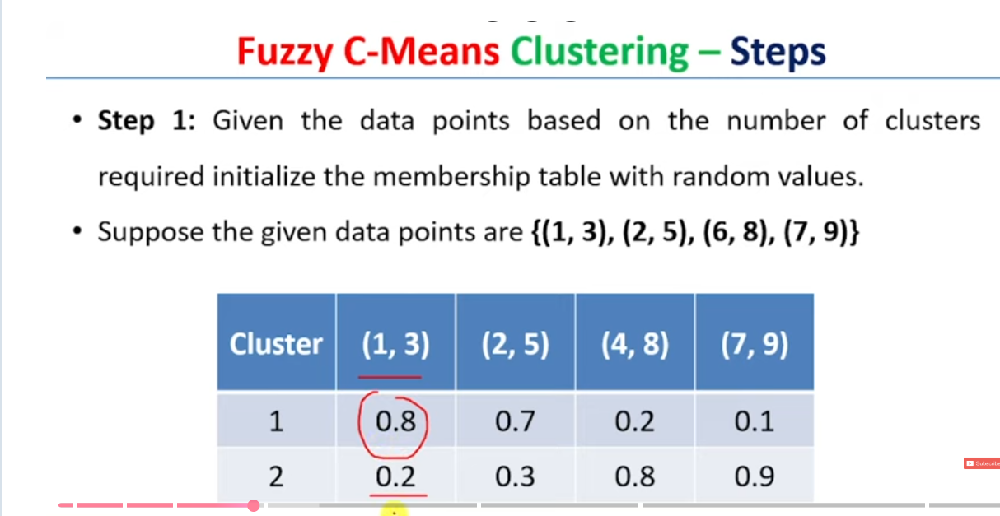 Fuzzy C-Means Clustering – Steps
• Step 1: Given the data points based on the number of clusters
required initialize the membership table with random values.
• Suppose the given data points are {(1, 3), (2, 5), (6, 8), (7, 9)}
Cluster (1, 3) (2, 5) (4, 8) (7, 9)
1 0.8 0.7 0.2 0.1
2 0.2 0.3 0.8 0.9
Subscribe